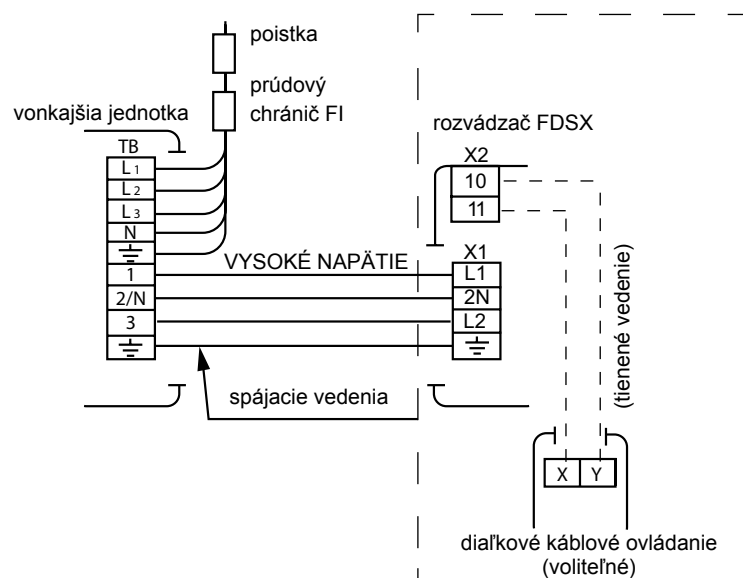 poistka
prúdový
chránič FI
vonkajšia jednotka
rozvádzač FDSX
TB
L1
L2
L3
N
1
2/N
3
VYSOKÉ NAPÄTIE
X2
10
11
X1
L1
2N
L2
(tienené vedenie)
spájacie vedenia
X Y
diaľkové káblové ovládanie
(voliteľné)